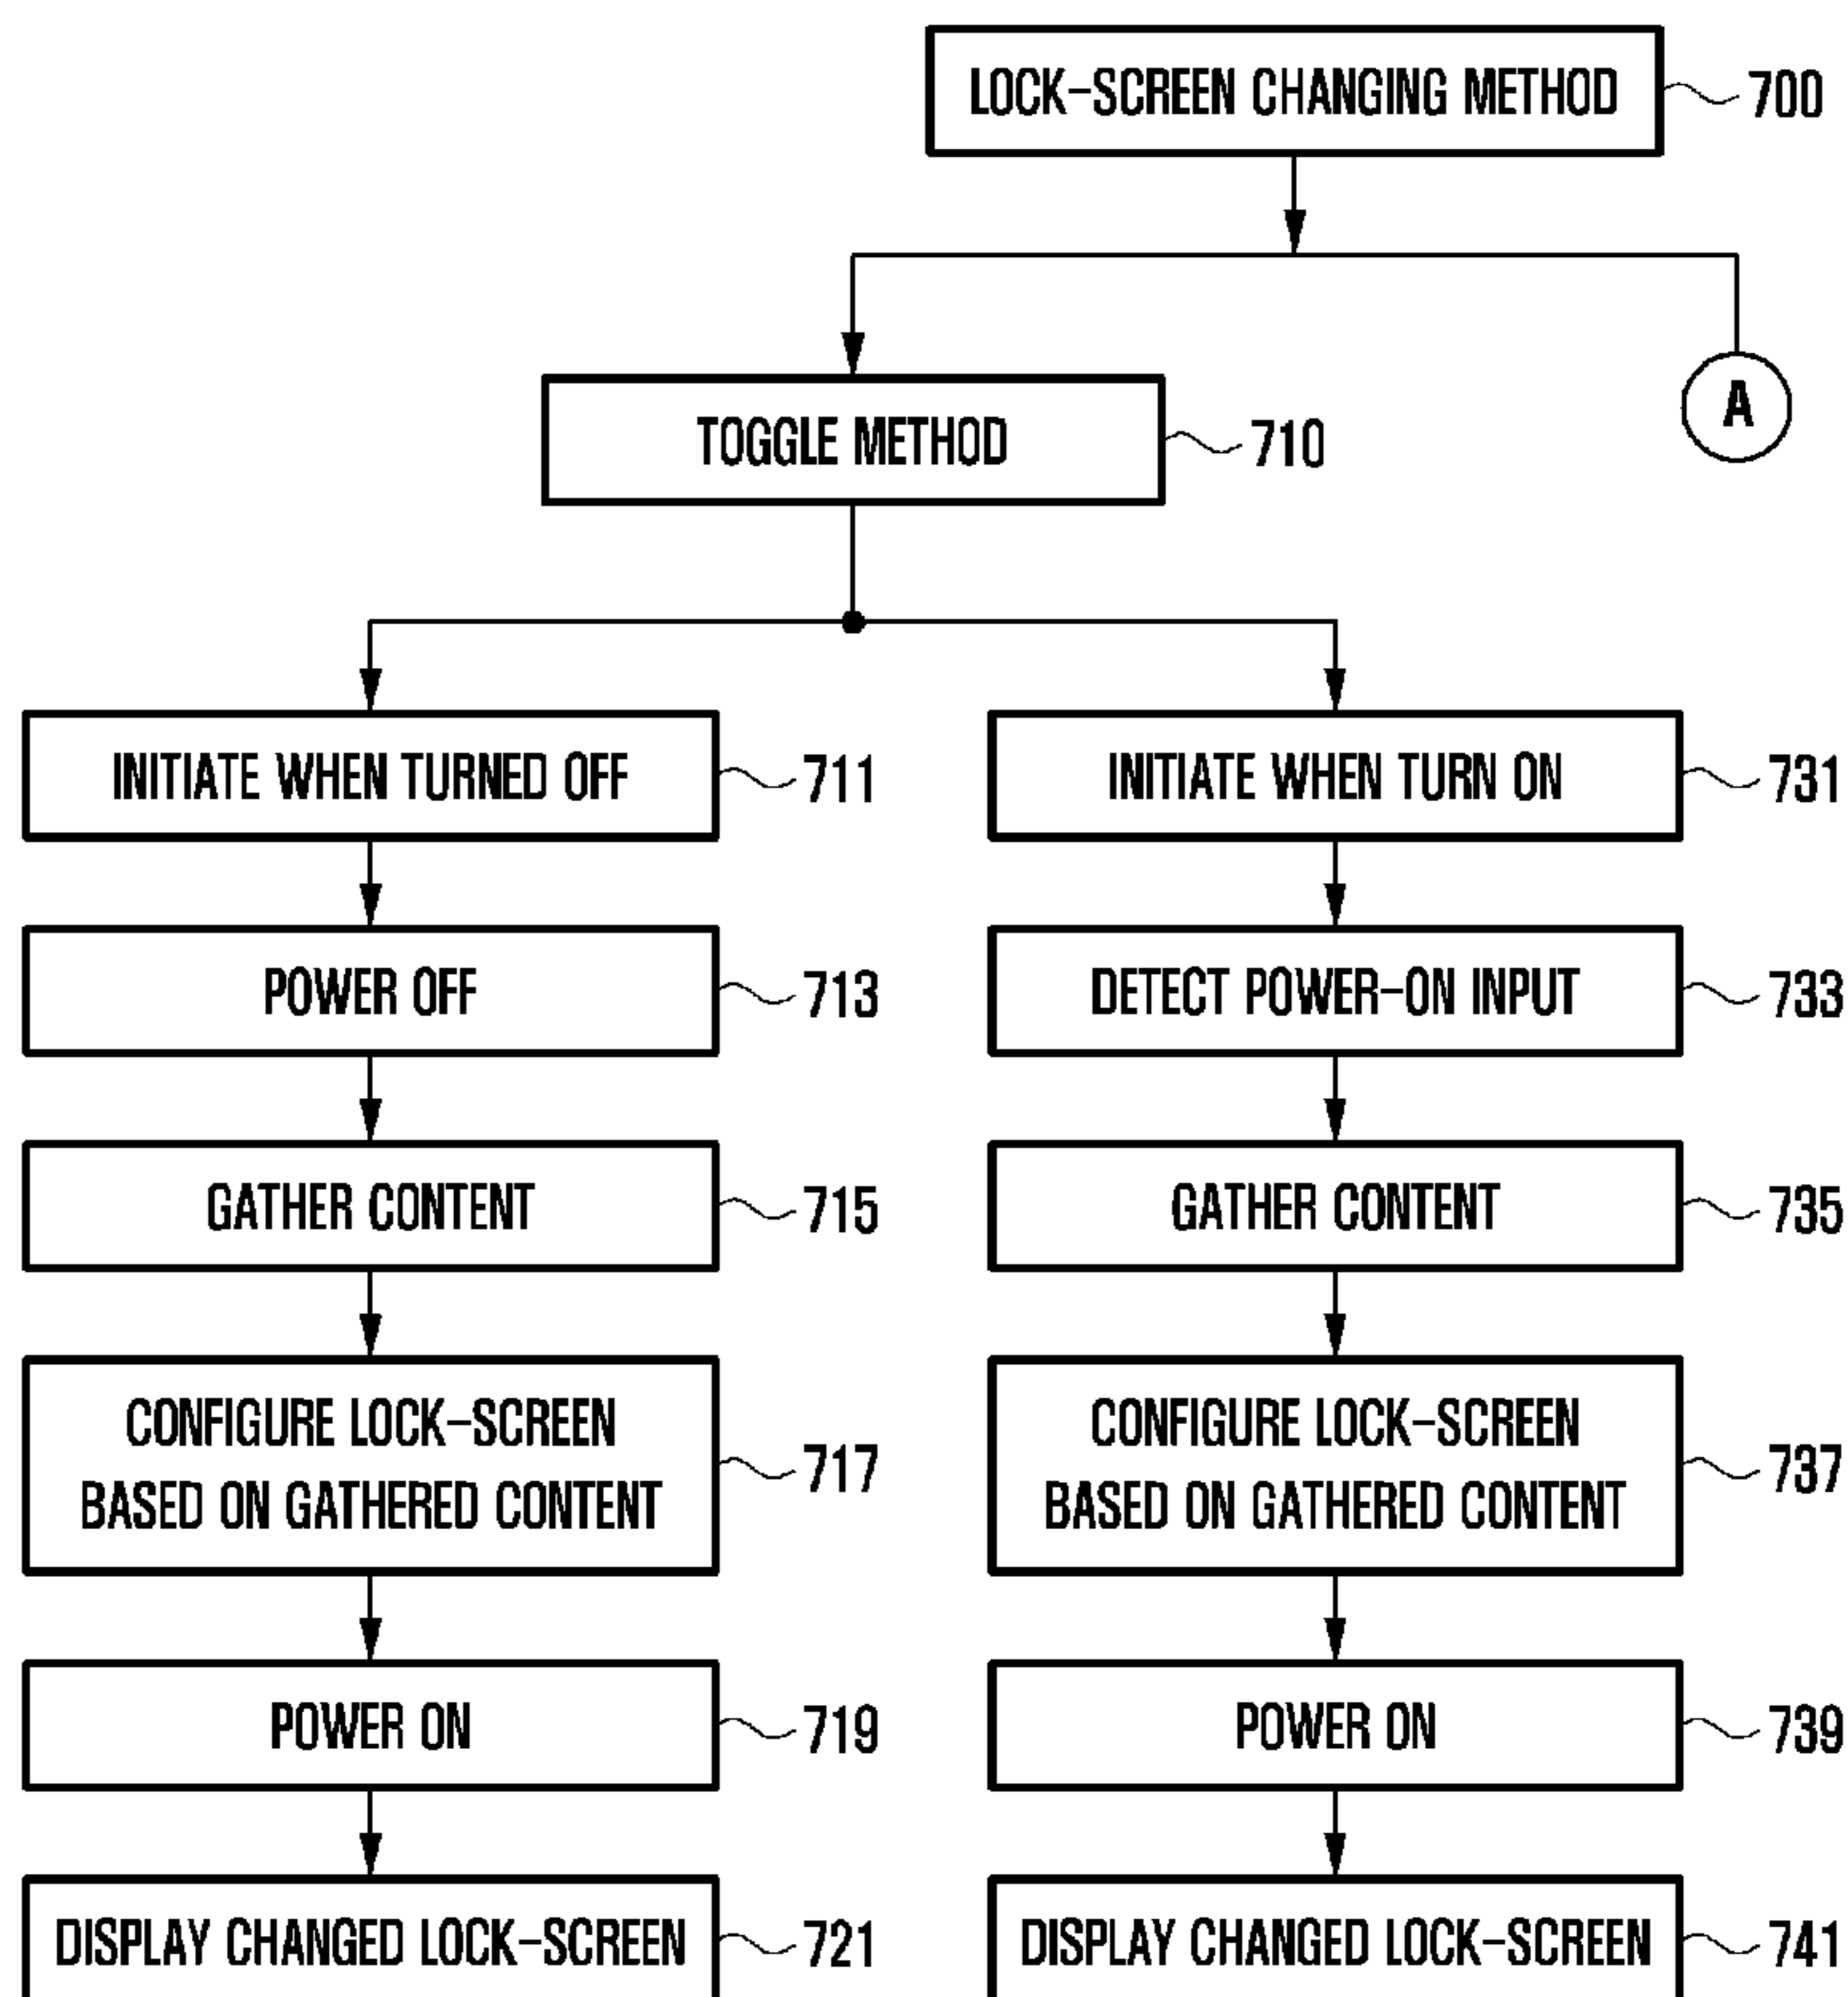 LOCK-SCREEN CHANGING METHOD
700
A
TOGGLE METHOD
710
INITIATE WHEN TURNED OFF
711
POWER OFF
713
GATHER CONTENT
715
CONFIGURE LOCK-SCREEN
BASED ON GATHERED CONTENT
717
POWER ON
719
DISPLAY CHANGED LOCK-SCREEN
721
INITIATE WHEN TURN ON
731
DETECT POWER-ON INPUT
733
GATHER CONTENT
735
CONFIGURE LOCK-SCREEN
BASED ON GATHERED CONTENT
737
POWER ON
739
DISPLAY CHANGED LOCK-SCREEN
741